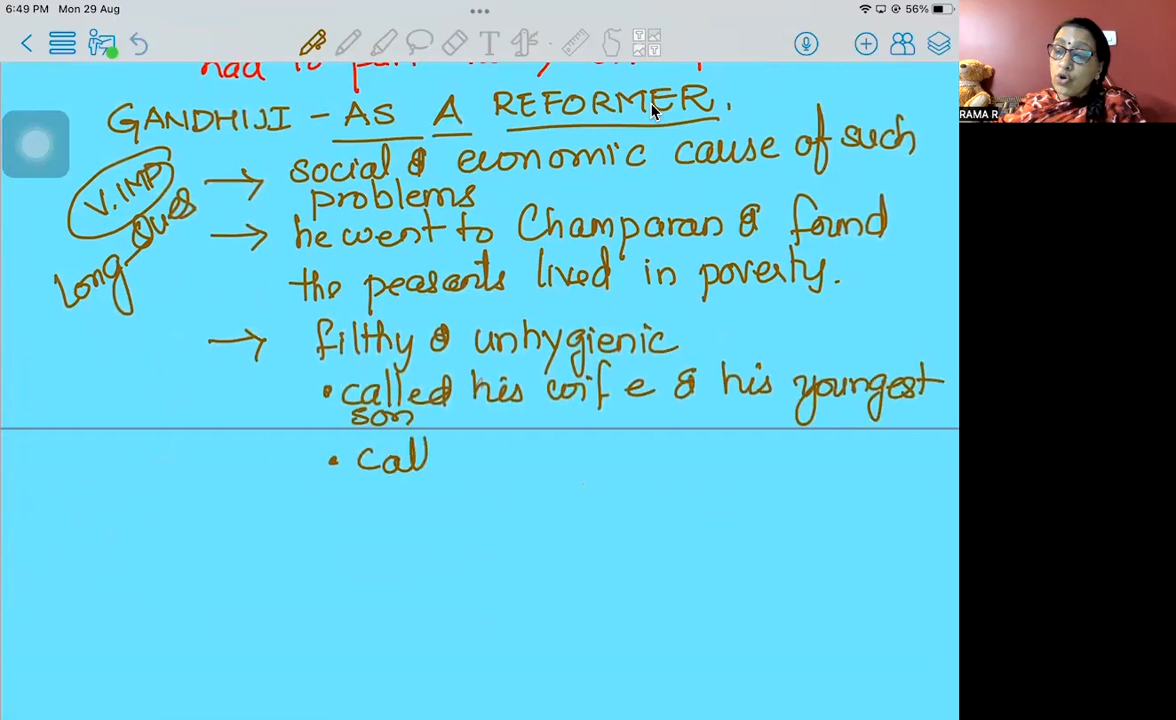 6:49 PM Mon 29 Aug
56%
had to
GANDHIJI - AS A REFORMER.
V. IMP
Long Ques
→ social & economic cause of such
problems
→ he went to Champaran & found
the peasants lived in poverty.
→ filthy & unhygienic
• called his wife & his youngest
son
• call
RAMA R